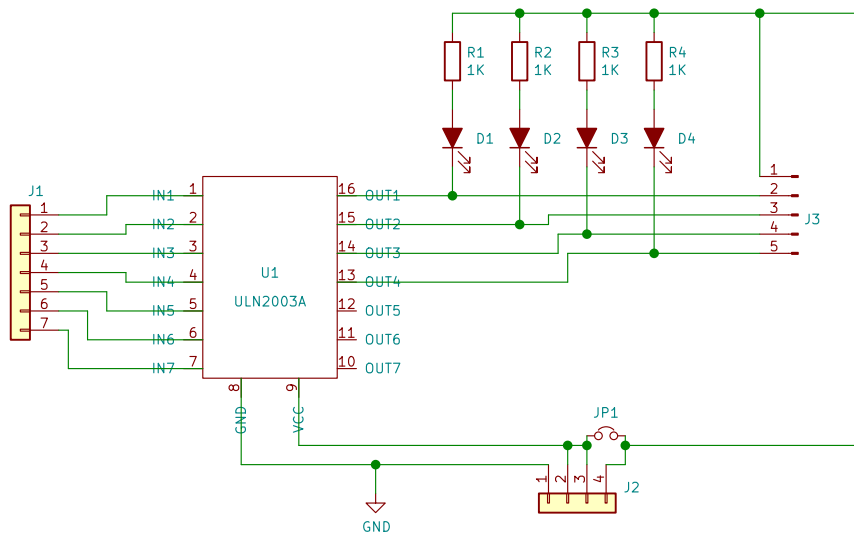 R1
1K
R2
1K
R3
1K
R4
1K
D1
D2
D3
D4
J1
1
2
3
4
5
6
7
IN1
IN2
IN3
IN4
IN5
IN6
IN7
1
2
3
4
5
6
7
U1
ULN2003A
16
15
14
13
12
11
10
OUT1
OUT2
OUT3
OUT4
OUT5
OUT6
OUT7
1
2
3
4
5
J3
8
9
GND
VCC
JP1
1
2
3
4
J2
GND